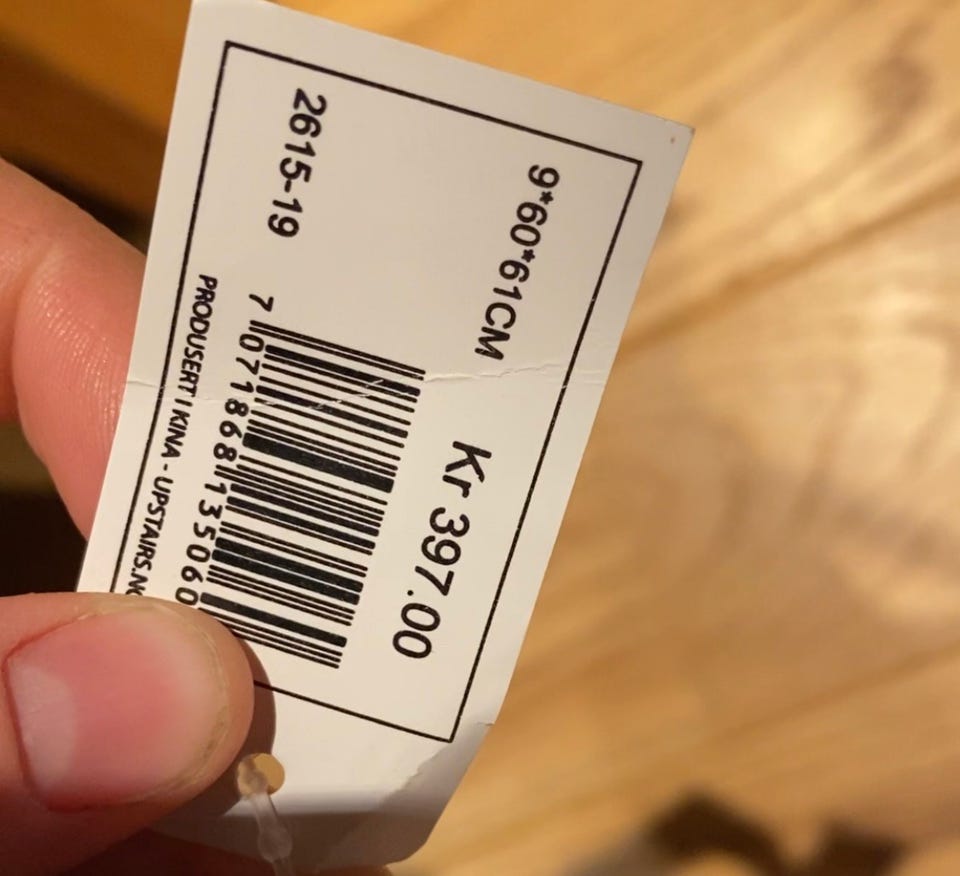 9*60*61CM
Kr 397.00
2615-19
7 071868 135060
PRODUSERT I KINA - UPSTAIRS.NO